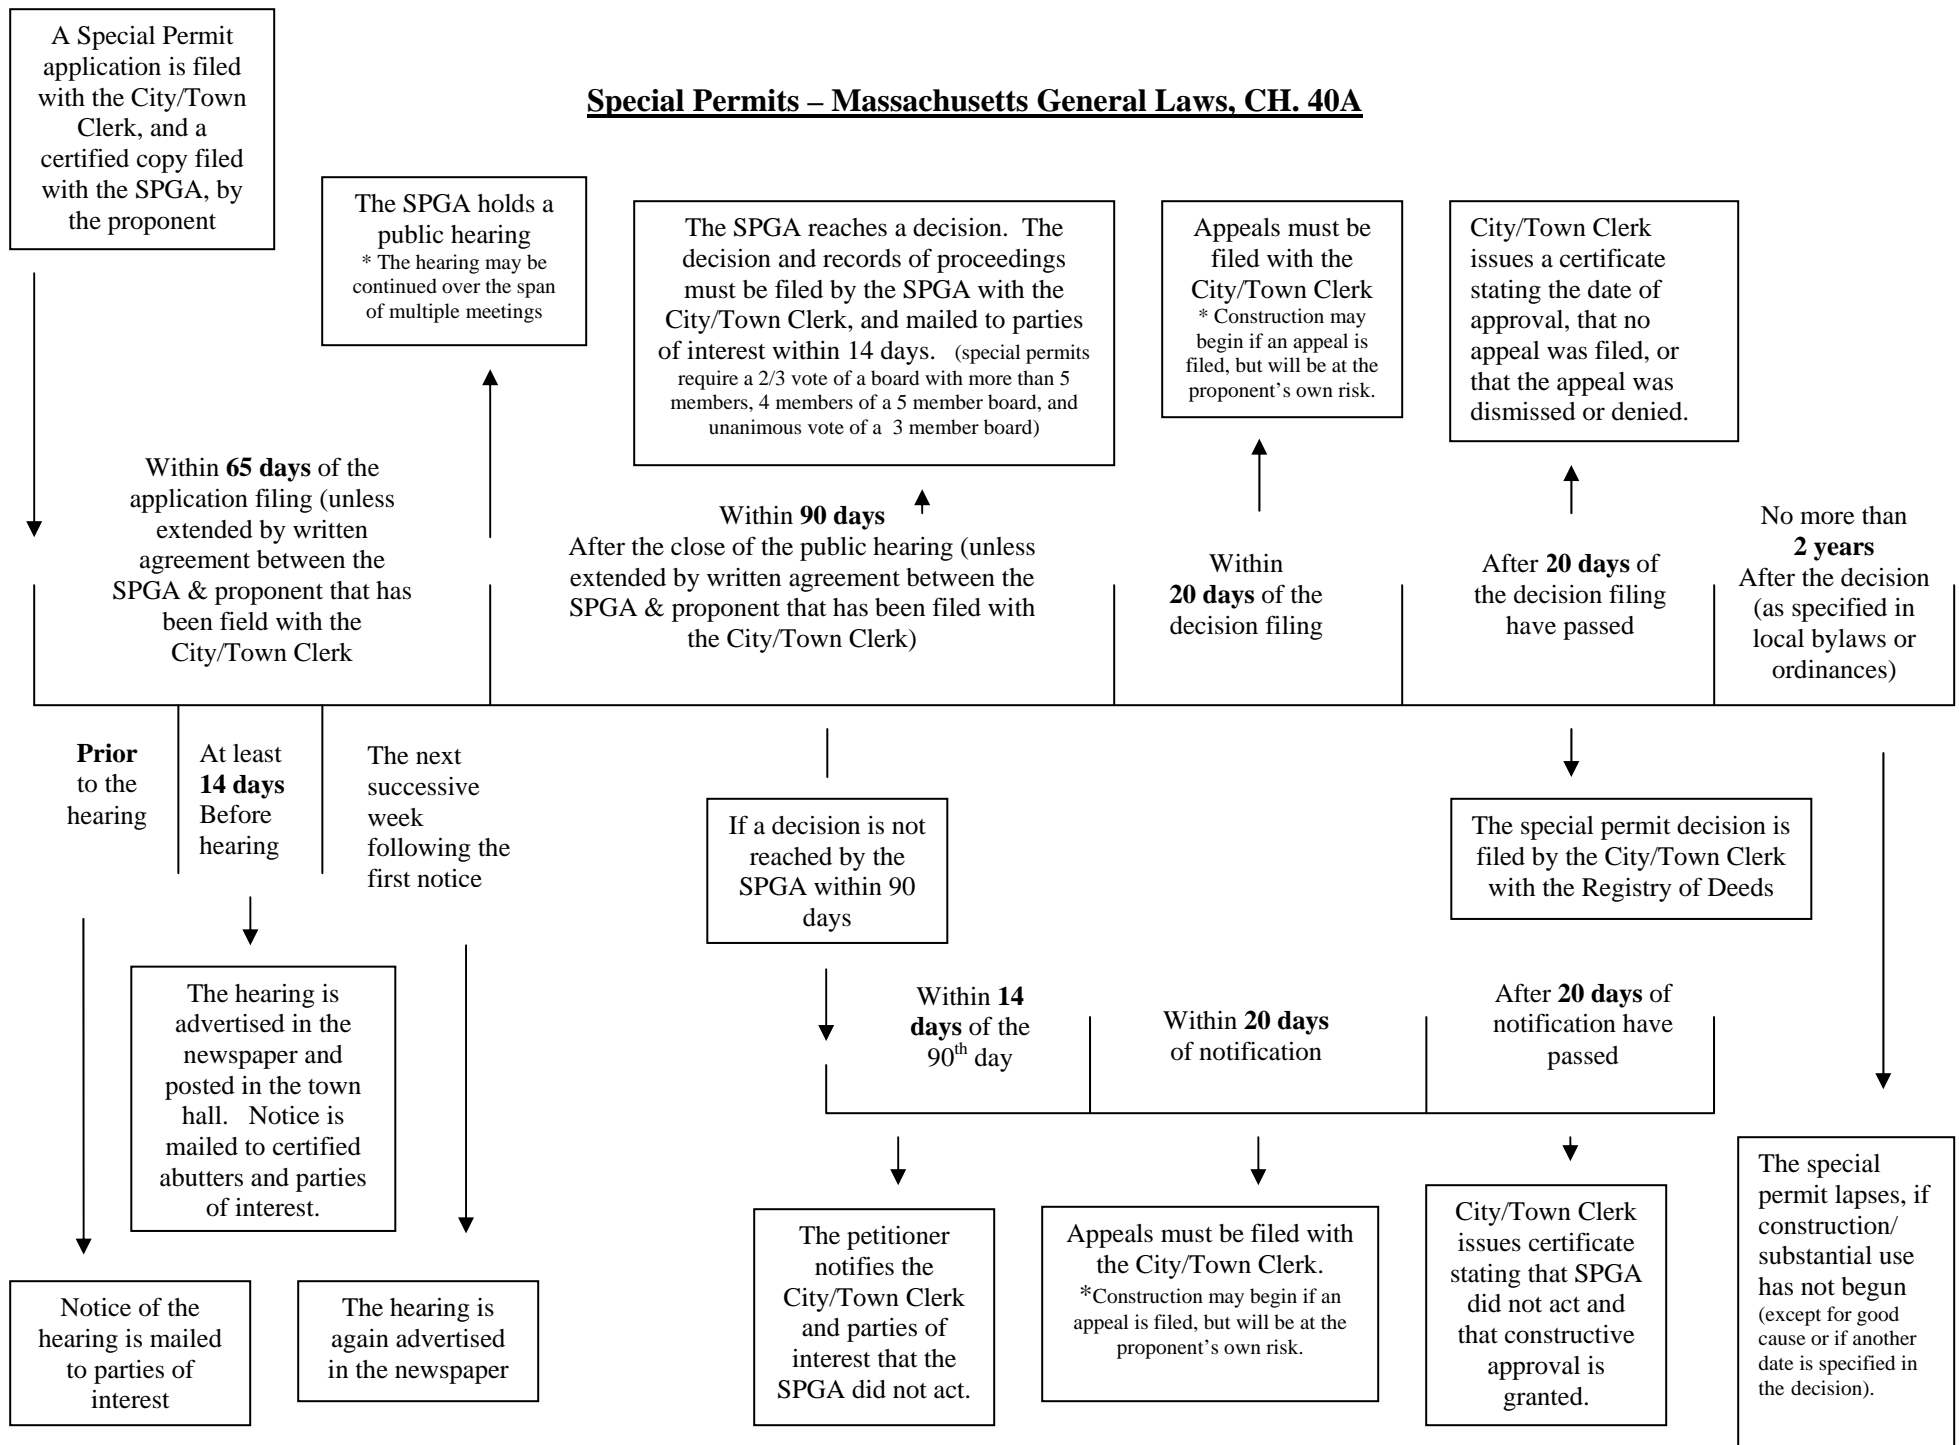 A Special Permit
application is filed
with the City/Town
Clerk, and a
certified copy filed
with the SPGA, by
the proponent
Special Permits – Massachusetts General Laws, CH. 40A
The SPGA holds a
public hearing
* The hearing may be
continued over the span
of multiple meetings
The SPGA reaches a decision. The
decision and records of proceedings
must be filed by the SPGA with the
City/Town Clerk, and mailed to parties
of interest within 14 days. (special permits
require a 2/3 vote of a board with more than 5
members, 4 members of a 5 member board, and
unanimous vote of a 3 member board)
Appeals must be
filed with the
City/Town Clerk
* Construction may
begin if an appeal is
filed, but will be at the
proponent's own risk.
City/Town Clerk
issues a certificate
stating the date of
approval, that no
appeal was filed, or
that the appeal was
dismissed or denied.
Within 65 days of the
application filing (unless
extended by written
agreement between the
SPGA & proponent that has
been field with the
City/Town Clerk
Within 90 days
After the close of the public hearing (unless
extended by written agreement between the
SPGA & proponent that has been filed with
the City/Town Clerk)
Within
20 days of the
decision filing
After 20 days of
the decision filing
have passed
No more than
2 years
After the decision
(as specified in
local bylaws or
ordinances)
Prior
to the
hearing
At least
14 days
Before
hearing
The next
successive
week
following the
first notice
If a decision is not
reached by the
SPGA within 90
days
The special permit decision is
filed by the City/Town Clerk
with the Registry of Deeds
The hearing is
advertised in the
newspaper and
posted in the town
hall. Notice is
mailed to certified
abutters and parties
of interest.
Within 14
days of the
90th day
Within 20 days
of notification
After 20 days of
notification have
passed
Notice of the
hearing is mailed
to parties of
interest
The hearing is
again advertised
in the newspaper
The petitioner
notifies the
City/Town Clerk
and parties of
interest that the
SPGA did not act.
Appeals must be filed with
the City/Town Clerk.
*Construction may begin if an
appeal is filed, but will be at the
proponent's own risk.
City/Town Clerk
issues certificate
stating that SPGA
did not act and
that constructive
approval is
granted.
The special
permit lapses, if
construction/
substantial use
has not begun
(except for good
cause or if another
date is specified in
the decision).